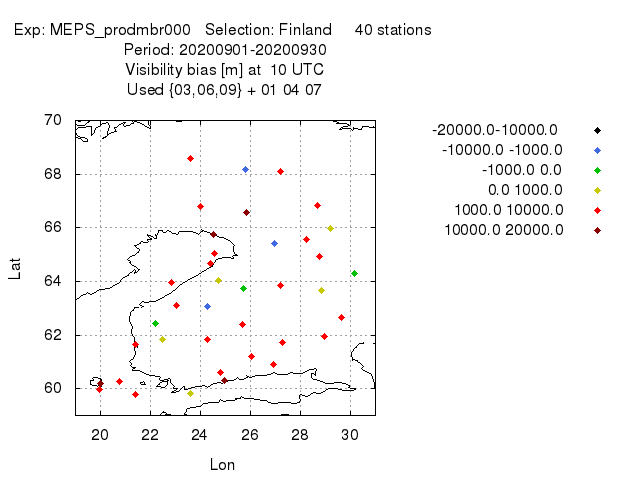 Exp: MEPS_prodmbr000 Selection: Finland 40 stations
Period: 20200901-20200930
Visibility bias [m] at 10 UTC
Used {03,06,09} + 01 04 07
-20000.0-10000.0
-10000.0 -1000.0
-1000.0 0.0
0.0 1000.0
1000.0 10000.0
10000.0 20000.0
70
68
66
64
62
60
Lat
20 22 24 26 28 30
Lon